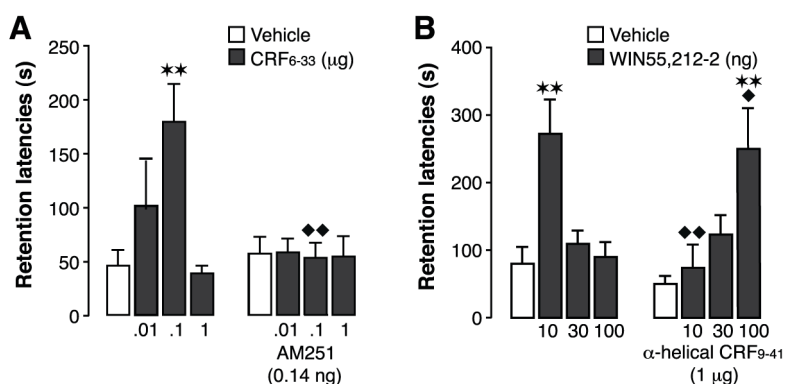 A
Vehicle
CRF6-33 (μg)
Retention latencies (s)
250
200
150
100
50
0
**
◆◆
.01 .1 1
.01 .1 1
AM251
(0.14 ng)
B
Vehicle
WIN55,212-2 (ng)
Retention latencies (s)
400
300
200
100
0
**
**
◆
◆◆
10 30 100
10 30 100
α-helical CRF9-41
(1 μg)